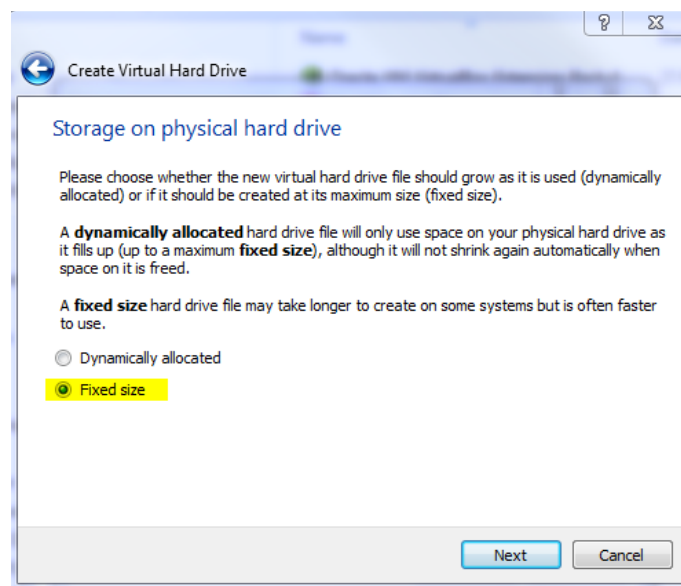 Create Virtual Hard Drive
Storage on physical hard drive
Please choose whether the new virtual hard drive file should grow as it is used (dynamically
allocated) or if it should be created at its maximum size (fixed size).
A dynamically allocated hard drive file will only use space on your physical hard drive as
it fills up (up to a maximum fixed size), although it will not shrink again automatically when
space on it is freed.
A fixed size hard drive file may take longer to create on some systems but is often faster
to use.
Dynamically allocated
Fixed size
Next Cancel